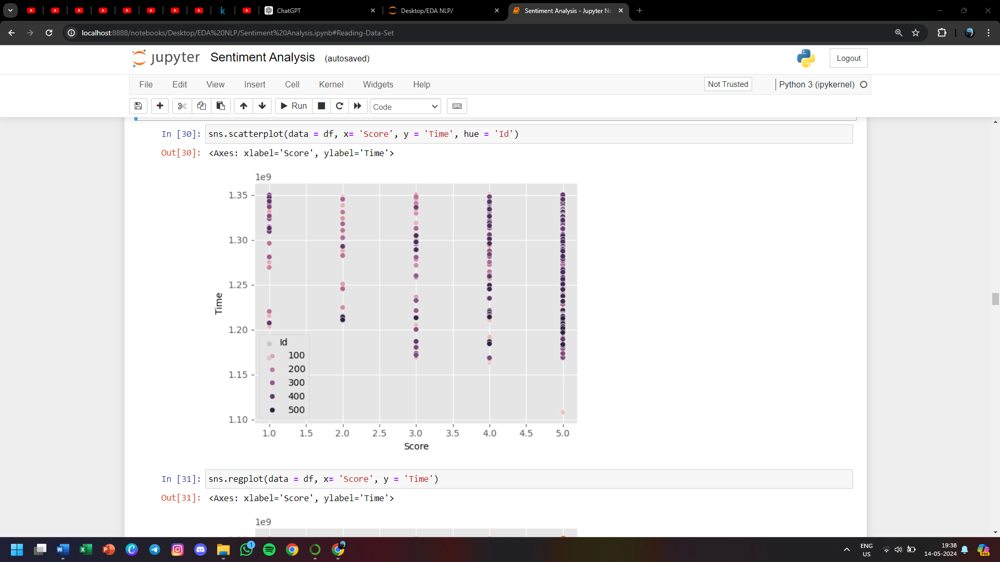 ChatGPT
Desktop/EDA NLP/
Sentiment Analysis - Jupyter No
localhost:8888/notebooks/Desktop/EDA%20NLP/Sentiment%20Analysis.ipynb#Reading-Data-Set
jupyter Sentiment Analysis (autosaved)
Logout
File Edit View Insert Cell Kernel Widgets Help
Not Trusted
Python 3 (ipykernel)
Run
Code
In [30]: sns.scatterplot(data = df, x= 'Score', y = 'Time', hue = 'Id')
Out[30]: <Axes: xlabel='Score', ylabel='Time'>
1e9
1.35
1.30
1.25
1.20
1.15
1.10
Time
Id
100
200
300
400
500
1.0 1.5 2.0 2.5 3.0 3.5 4.0 4.5 5.0
Score
In [31]: sns.regplot(data = df, x= 'Score', y = 'Time')
Out[31]: <Axes: xlabel='Score', ylabel='Time'>
1e9
1
ENG
US
19:38
14-05-2024